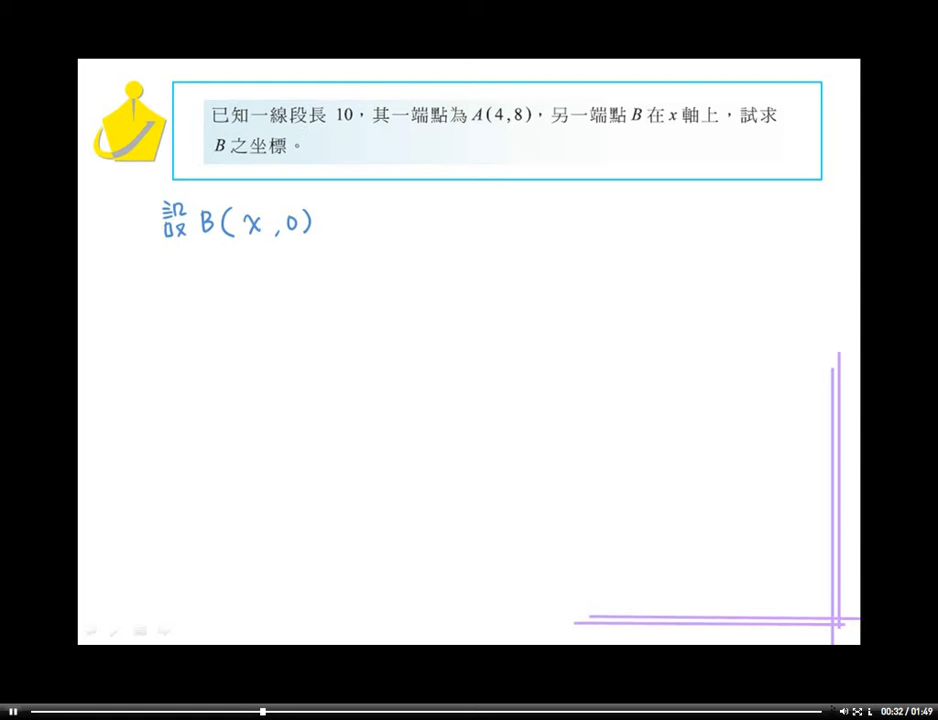 已知一線段長 10，其一端點為 A(4,8)，另一端點 B 在 x 軸上，試求
B 之坐標。
設 B( x , 0)
00:32 / 01:49